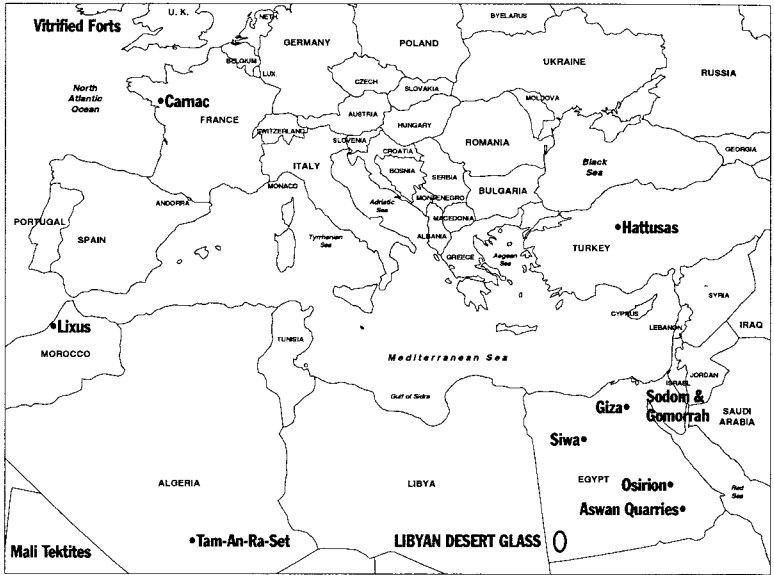 Vitrified Forts
U. K.
NETH.
BYELARUS
GERMANY
POLAND
BELGIUM
UKRAINE
RUSSIA
LUX.
CZECH
SLOVAKIA
North
Atlantic
Ocean
•Carnac
FRANCE
MOLDOVA
AUSTRIA
HUNGARY
SWITZERLAND
SLOVENIA
ROMANIA
GEORGIA
CROATIA
ITALY
BOSNIA
Black
Sea
SERBIA
MONACO
BULGARIA
MONTENEGRO
ANDORRA
Adriatic
Sea
MACEDONIA
PORTUGAL
•Hattusas
ALBANIA
SPAIN
Tyrrhenian
Sea
TURKEY
GREECE
Aegean
Sea
SYRIA
CYPRUS
•Lixus
LEBANON
IRAQ
TUNISIA
MOROCCO
Mediterranean Sea
JORDAN
ISRAEL
Gulf of Sidra
Sodom &
Gomorrah
Giza•
SAUDI
ARABIA
Siwa•
ALGERIA
LIBYA
EGYPT
Osirion•
Red
Sea
Aswan Quarries•
•Tam-An-Ra-Set
LIBYAN DESERT GLASS
Mali Tektites